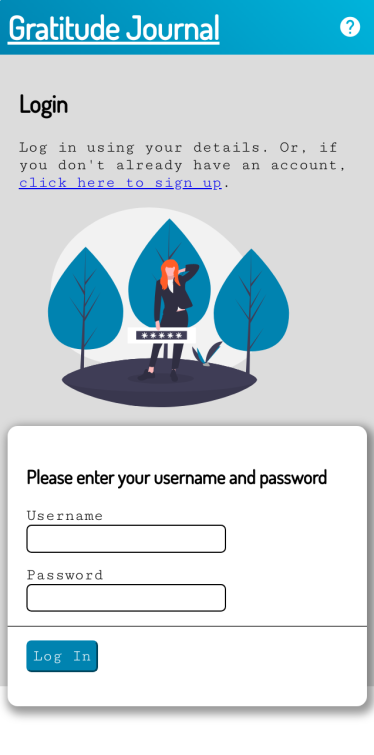 Gratitude Journal
?
Login
Log in using your details. Or, if
you don't already have an account,
click here to sign up.
*****
Please enter your username and password
Username
Password
Log In